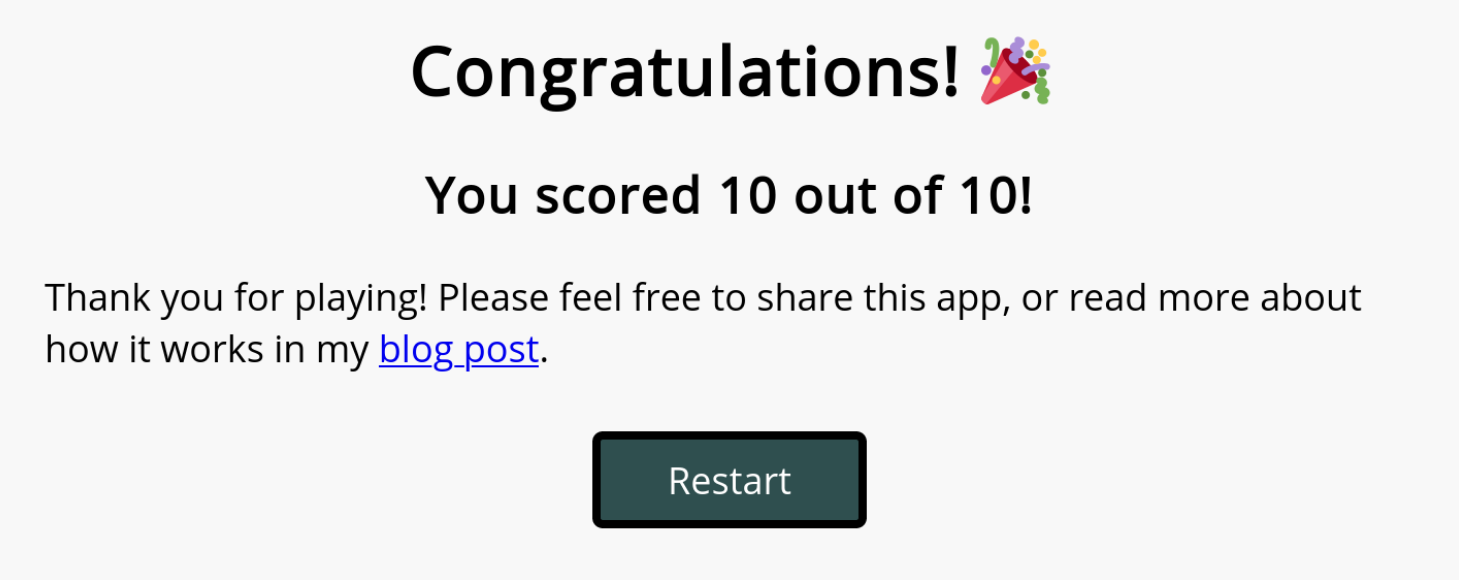 Congratulations! 🎉
You scored 10 out of 10!
Thank you for playing! Please feel free to share this app, or read more about
how it works in my blog post.
Restart